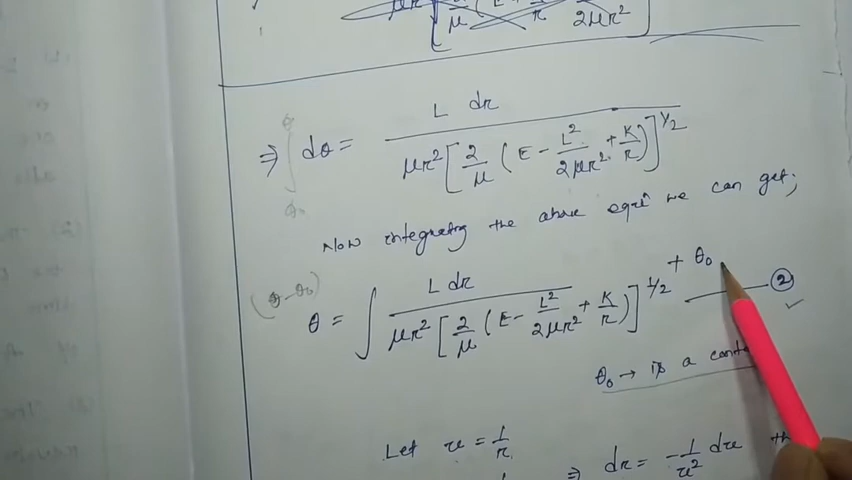 ⇒ dθ = L dr / μr² [2/μ (E - L²/2μr² + K/r)]^1/2
Now integrating the above eqn we can get;
(θ-θ₀)
θ = ∫ L dr / μr² [2/μ (E - L²/2μr² + K/r)]^1/2 + θ₀ ②
θ₀ → is a
Let u = 1/r
⇒ dr = -1/u² du